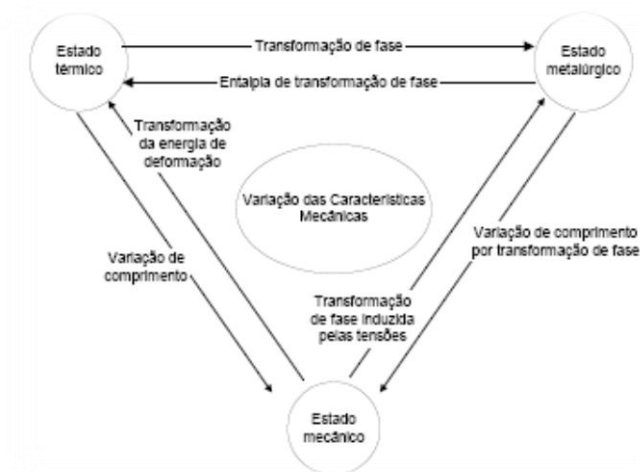 Estado
térmico
Transformação de fase
Entalpia de transformação de fase
Estado
metalúrgico
Transformação
da energia de
deformação
Variação das Características
Mecânicas
Variação de
comprimento
Variação de comprimento
por transformação de fase
Transformação
de fase induzida
pelas tensões
Estado
mecânico